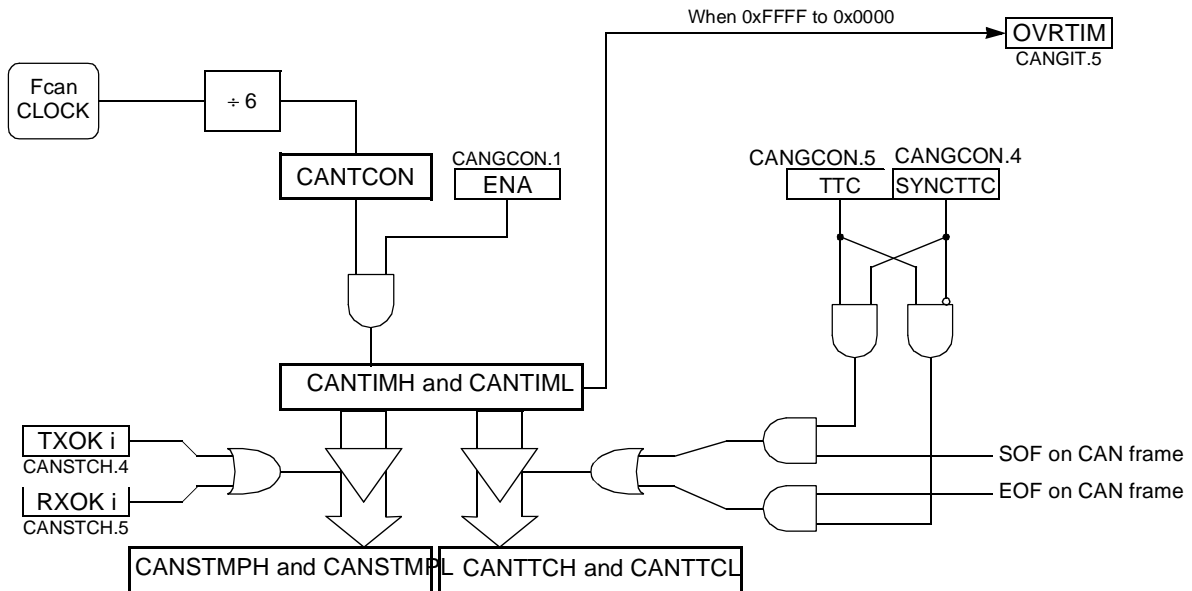 When 0xFFFF to 0x0000
OVRTIM
CANGIT.5
Fcan
CLOCK
÷ 6
CANTCON
CANGCON.1
ENA
CANGCON.5
CANGCON.4
TTC
SYNCTTC
CANTIMH and CANTIML
TXOK i
CANSTCH.4
RXOK i
CANSTCH.5
SOF on CAN frame
EOF on CAN frame
CANSTMPH and CANSTMPL
CANTTCH and CANTTCL